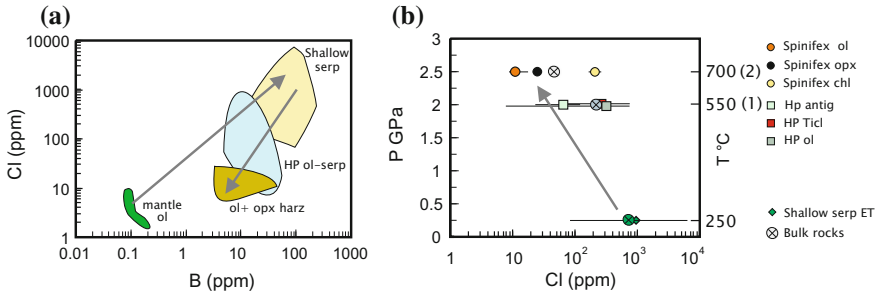 (a)
Cl (ppm)
10000
1000
100
10
1
0.01
0.1
1
10
100
1000
10000
B (ppm)
Shallow
serp
HP ol-serp
mantle
ol
ol+ opx harz
(b)
P GPa
3
2.5
2
1.5
1
0.5
0
1
10
10²
10³
10⁴
Cl (ppm)
700 (2)
550 (1)
250
T °C
Spinifex ol
Spinifex opx
Spinifex chl
Hp antig
HP Ticl
HP ol
Shallow serp ET
Bulk rocks